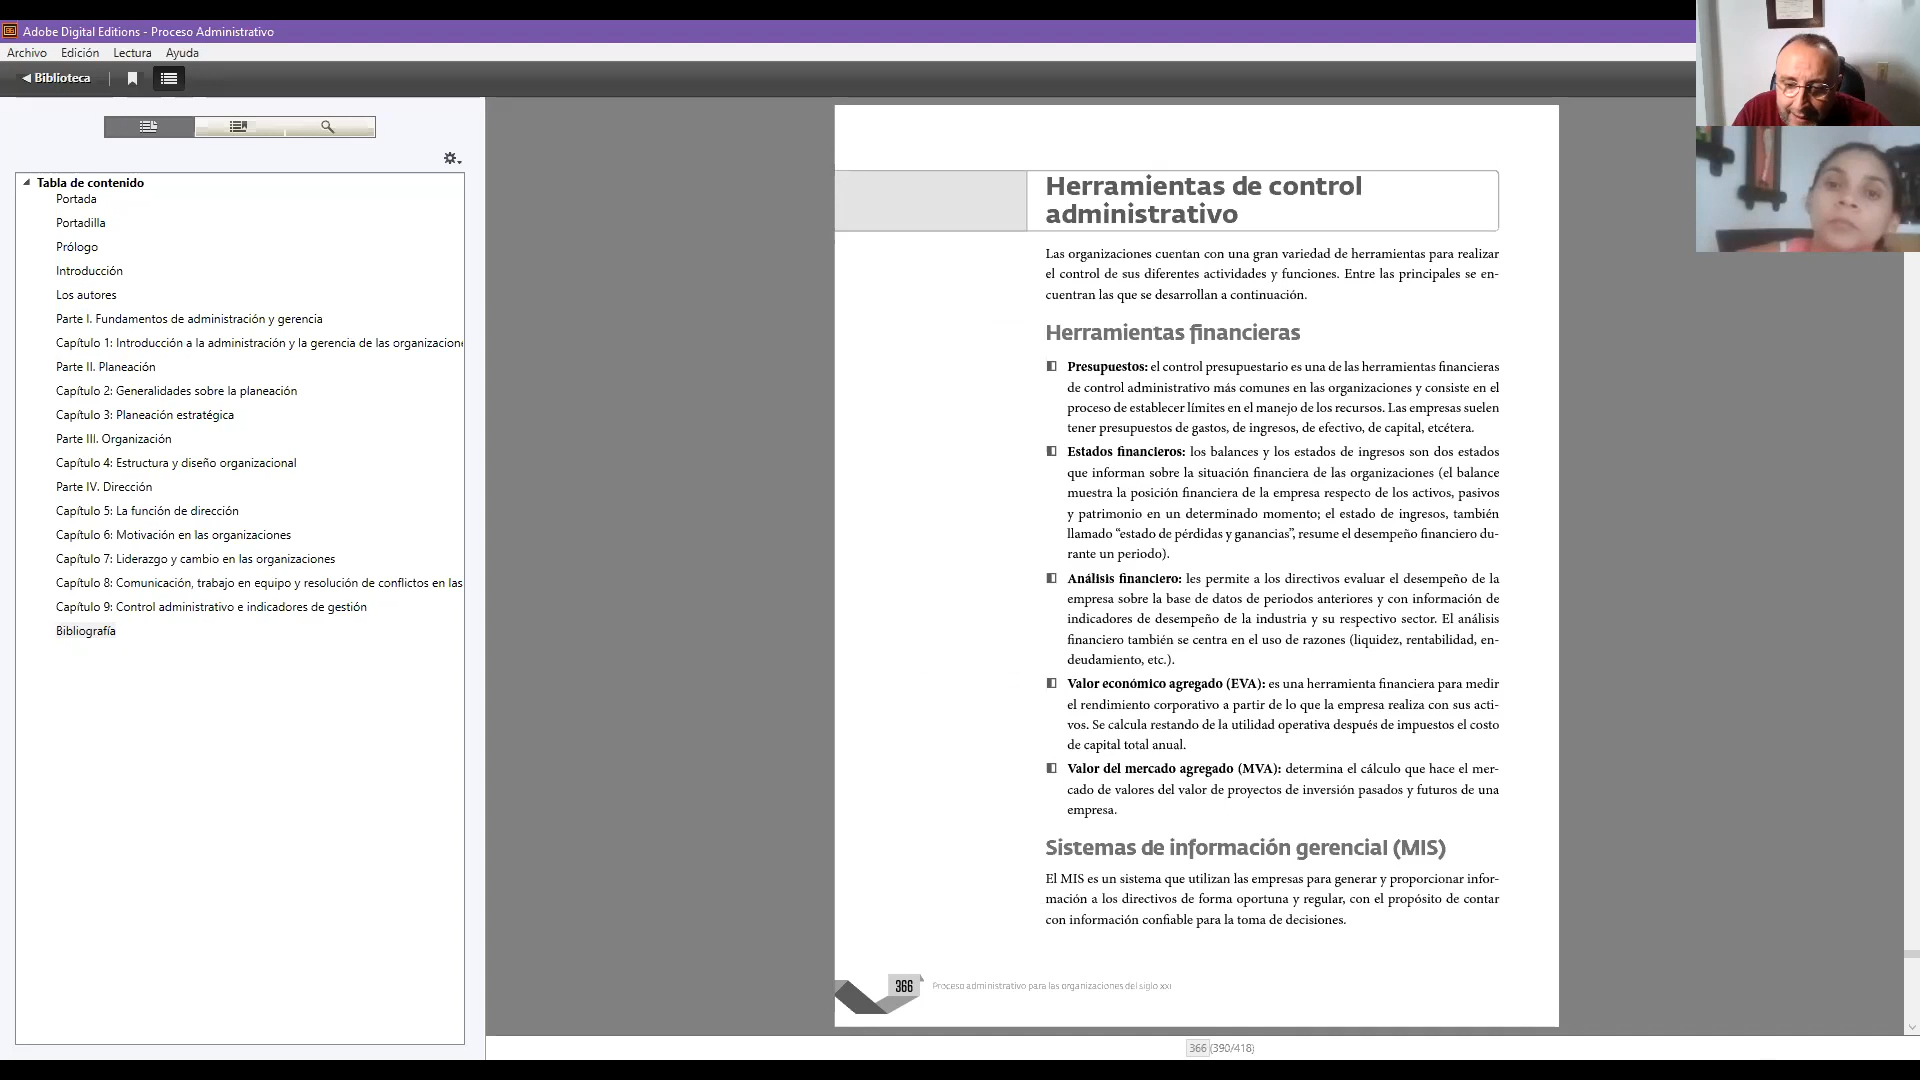 Adobe Digital Editions - Proceso Administrativo
Archivo Edición Lectura Ayuda
Biblioteca
Tabla de contenido
Portada
Portadilla
Prólogo
Introducción
Los autores
Parte I. Fundamentos de administración y gerencia
Capítulo 1: Introducción a la administración y la gerencia de las organizacione
Parte II. Planeación
Capítulo 2: Generalidades sobre la planeación
Capítulo 3: Planeación estratégica
Parte III. Organización
Capítulo 4: Estructura y diseño organizacional
Parte IV. Dirección
Capítulo 5: La función de dirección
Capítulo 6: Motivación en las organizaciones
Capítulo 7: Liderazgo y cambio en las organizaciones
Capítulo 8: Comunicación, trabajo en equipo y resolución de conflictos en las
Capítulo 9: Control administrativo e indicadores de gestión
Bibliografía
Herramientas de control
administrativo
Las organizaciones cuentan con una gran variedad de herramientas para realizar
el control de sus diferentes actividades y funciones. Entre las principales se en-
cuentran las que se desarrollan a continuación.
Herramientas financieras
Presupuestos: el control presupuestario es una de las herramientas financieras
de control administrativo más comunes en las organizaciones y consiste en el
proceso de establecer límites en el manejo de los recursos. Las empresas suelen
tener presupuestos de gastos, de ingresos, de efectivo, de capital, etcétera.
Estados financieros: los balances y los estados de ingresos son dos estados
que informan sobre la situación financiera de las organizaciones (el balance
muestra la posición financiera de la empresa respecto de los activos, pasivos
y patrimonio en un determinado momento; el estado de ingresos, también
llamado “estado de pérdidas y ganancias”, resume el desempeño financiero du-
rante un periodo).
Análisis financiero: les permite a los directivos evaluar el desempeño de la
empresa sobre la base de datos de periodos anteriores y con información de
indicadores de desempeño de la industria y su respectivo sector. El análisis
financiero también se centra en el uso de razones (liquidez, rentabilidad, en-
deudamiento, etc.).
Valor económico agregado (EVA): es una herramienta financiera para medir
el rendimiento corporativo a partir de lo que la empresa realiza con sus acti-
vos. Se calcula restando de la utilidad operativa después de impuestos el costo
de capital total anual.
Valor del mercado agregado (MVA): determina el cálculo que hace el mer-
cado de valores del valor de proyectos de inversión pasados y futuros de una
empresa.
Sistemas de información gerencial (MIS)
El MIS es un sistema que utilizan las empresas para generar y proporcionar infor-
mación a los directivos de forma oportuna y regular, con el propósito de contar
con información confiable para la toma de decisiones.
366 Proceso administrativo para las organizaciones del siglo XXI
366 (390/418)